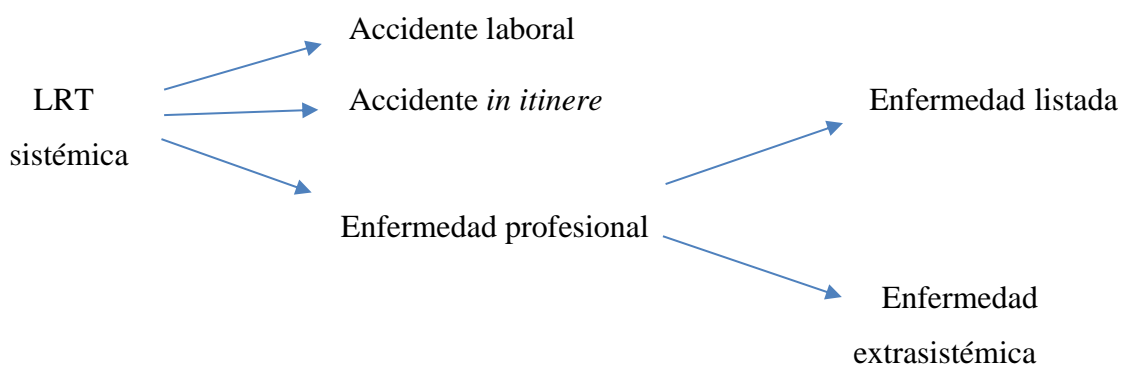 Accidente laboral
LRT
sistémica
Accidente in itinere
Enfermedad profesional
Enfermedad listada
Enfermedad
extrasistémica